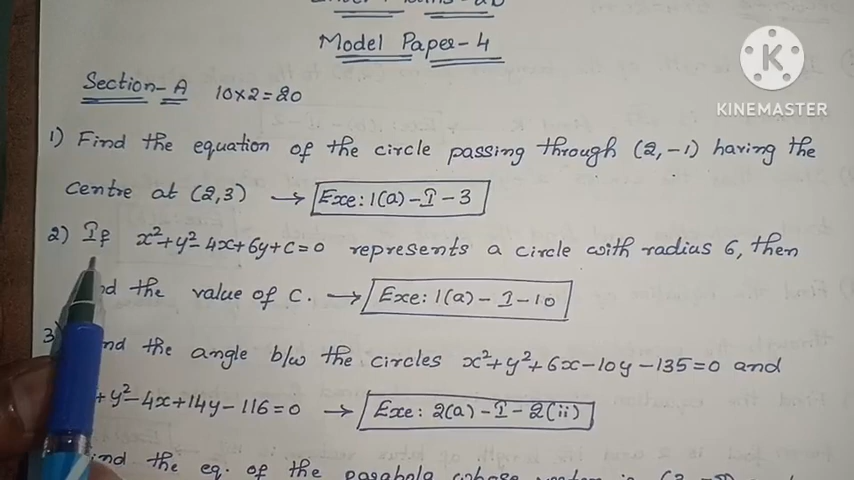 Model Paper-4
KINEMASTER
Section-A 10×2=20
1) Find the equation of the circle passing through (2,-1) having the
centre at (2,3) → Exe: 1(a)-I-3
2) If x²+y²-4x+6y+c=0 represents a circle with radius 6, then
the value of c. → Exe: 1(a)-I-10
3) the angle b/w the circles x²+y²+6x-10y-135=0 and
+y²-4x+14y-116=0 → Exe: 2(a)-I-2(ii)
the eq. of the parabola whose